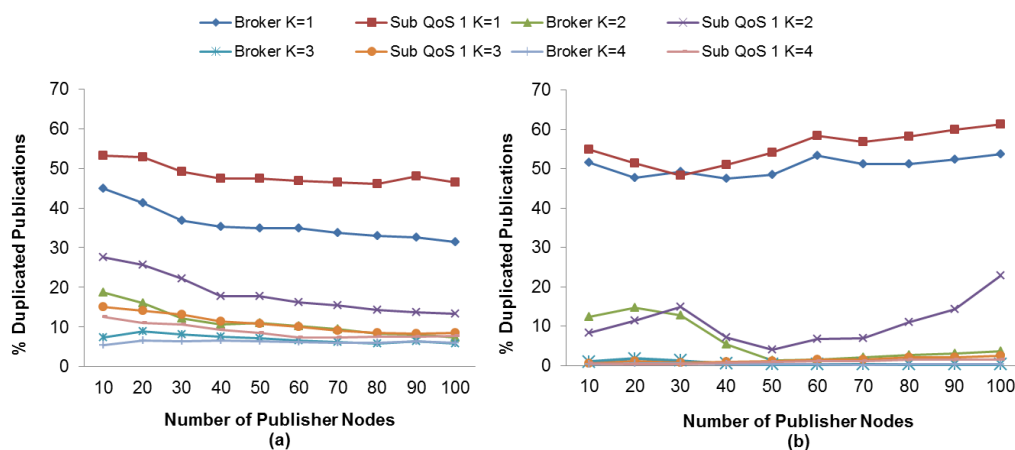 Broker K=1 Sub QoS 1 K=1 Broker K=2 Sub QoS 1 K=2
Broker K=3 Sub QoS 1 K=3 Broker K=4 Sub QoS 1 K=4
% Duplicated Publications
70
60
50
40
30
20
10
0
10 20 30 40 50 60 70 80 90 100
Number of Publisher Nodes
(a)
% Duplicated Publications
70
60
50
40
30
20
10
0
10 20 30 40 50 60 70 80 90 100
Number of Publisher Nodes
(b)